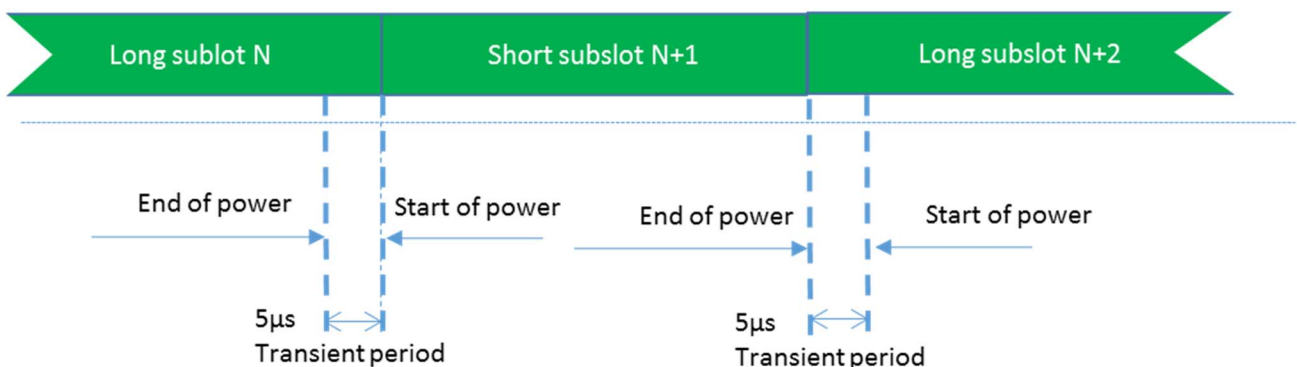 Long sublot N
Short subslot N+1
Long subslot N+2
End of power
Start of power
End of power
Start of power
5µs
Transient period
5µs
Transient period